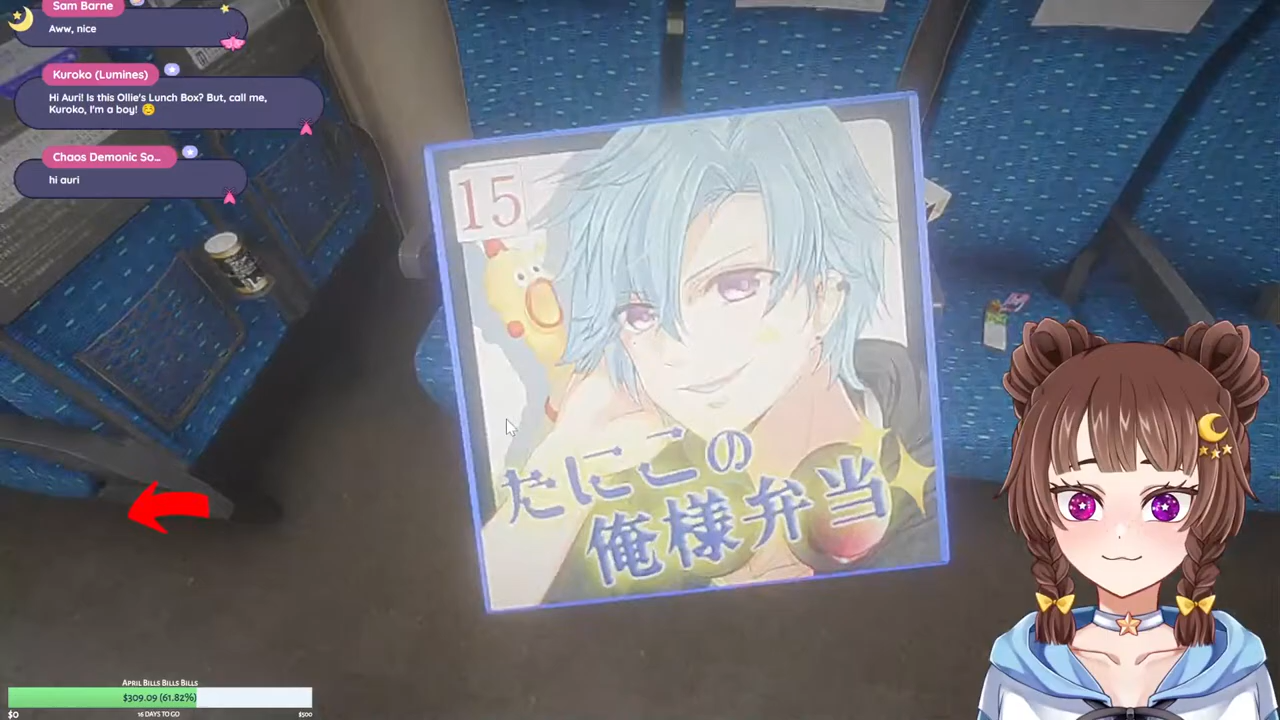 Sam Barne
Aww, nice
Kuroko (Lumines)
Hi Auri! Is this Ollie's Lunch Box? But, call me,
Kuroko, I'm a boy! ☺️
Chaos Demonic So...
hi auri
15
たにこの
俺様弁当
APRIL BILLS BILLS BILLS
$309.09 (61.82%)
$0
16 DAYS TO GO
$500